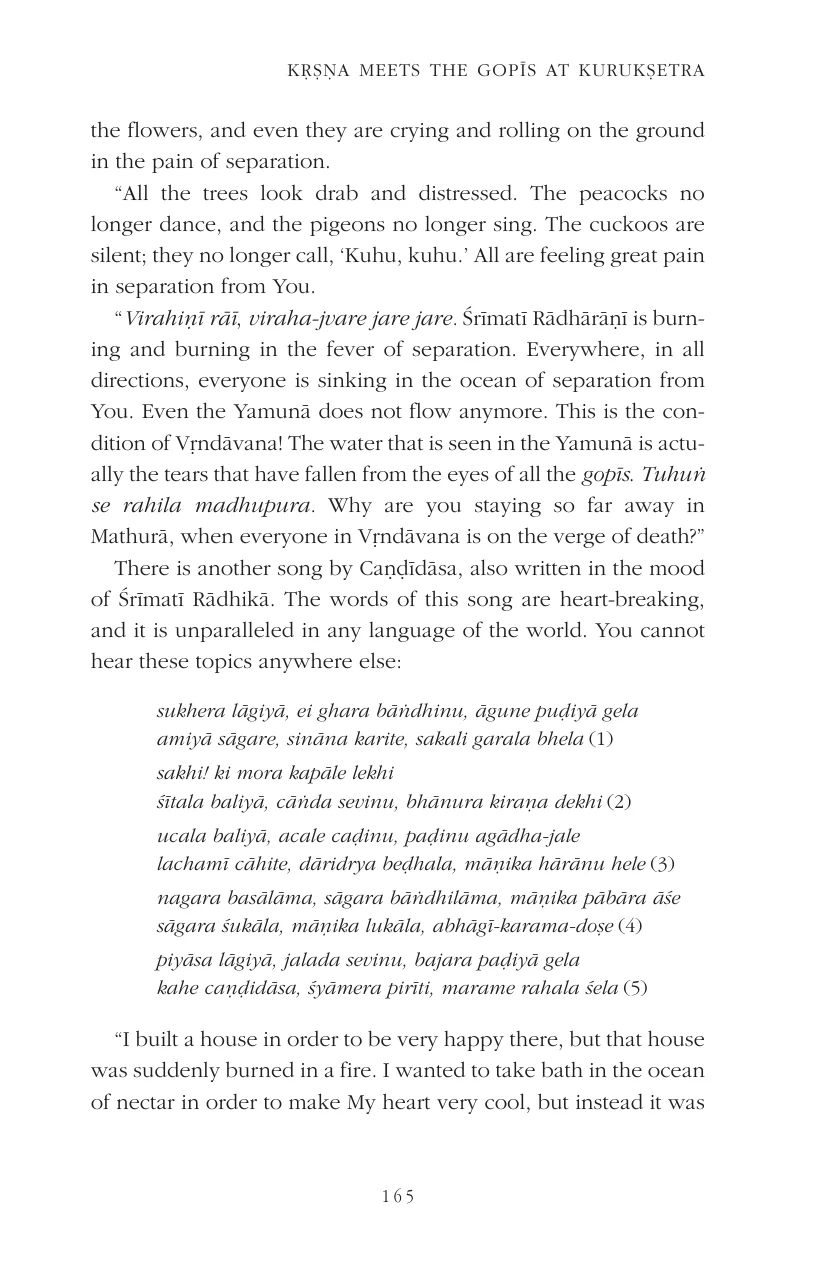 KṚṢṆA MEETS THE GOPĪS AT KURUKṢETRA
the flowers, and even they are crying and rolling on the ground
in the pain of separation.
“All the trees look drab and distressed. The peacocks no
longer dance, and the pigeons no longer sing. The cuckoos are
silent; they no longer call, ‘Kuhu, kuhu.’ All are feeling great pain
in separation from You.
“Virahiṇī rāī, viraha-jvare jare jare. Śrīmatī Rādhārāṇī is burn-
ing and burning in the fever of separation. Everywhere, in all
directions, everyone is sinking in the ocean of separation from
You. Even the Yamunā does not flow anymore. This is the con-
dition of Vṛndāvana! The water that is seen in the Yamunā is actu-
ally the tears that have fallen from the eyes of all the gopīs. Tuhuṅ
se rahila madhupura. Why are you staying so far away in
Mathurā, when everyone in Vṛndāvana is on the verge of death?”
There is another song by Caṇḍīdāsa, also written in the mood
of Śrīmatī Rādhikā. The words of this song are heart-breaking,
and it is unparalleled in any language of the world. You cannot
hear these topics anywhere else:
sukhera lāgiyā, ei ghara bāṅdhinu, āgune puḍiyā gela
amiyā sāgare, sināna karite, sakali garala bhela (1)
sakhi! ki mora kapāle lekhi
śītala baliyā, cāṅda sevinu, bhānura kiraṇa dekhi (2)
ucala baliyā, acale caḍinu, paḍinu agādha-jale
lachamī cāhite, dāridrya beḍhala, māṇika hārānu hele (3)
nagara basālāma, sāgara bāṅdhilāma, māṇika pābāra āśe
sāgara śukāla, māṇika lukāla, abhāgī-karama-doṣe (4)
piyāsa lāgiyā, jalada sevinu, bajara paḍiyā gela
kahe caṇḍidāsa, śyāmera pirīti, marame rahala śela (5)
“I built a house in order to be very happy there, but that house
was suddenly burned in a fire. I wanted to take bath in the ocean
of nectar in order to make My heart very cool, but instead it was
165